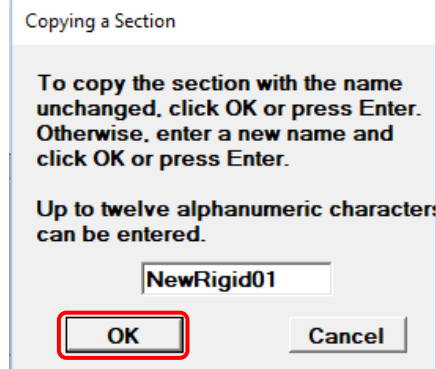 Copying a Section
To copy the section with the name
unchanged, click OK or press Enter.
Otherwise, enter a new name and
click OK or press Enter.
Up to twelve alphanumeric characters
can be entered.
NewRigid01
OK Cancel